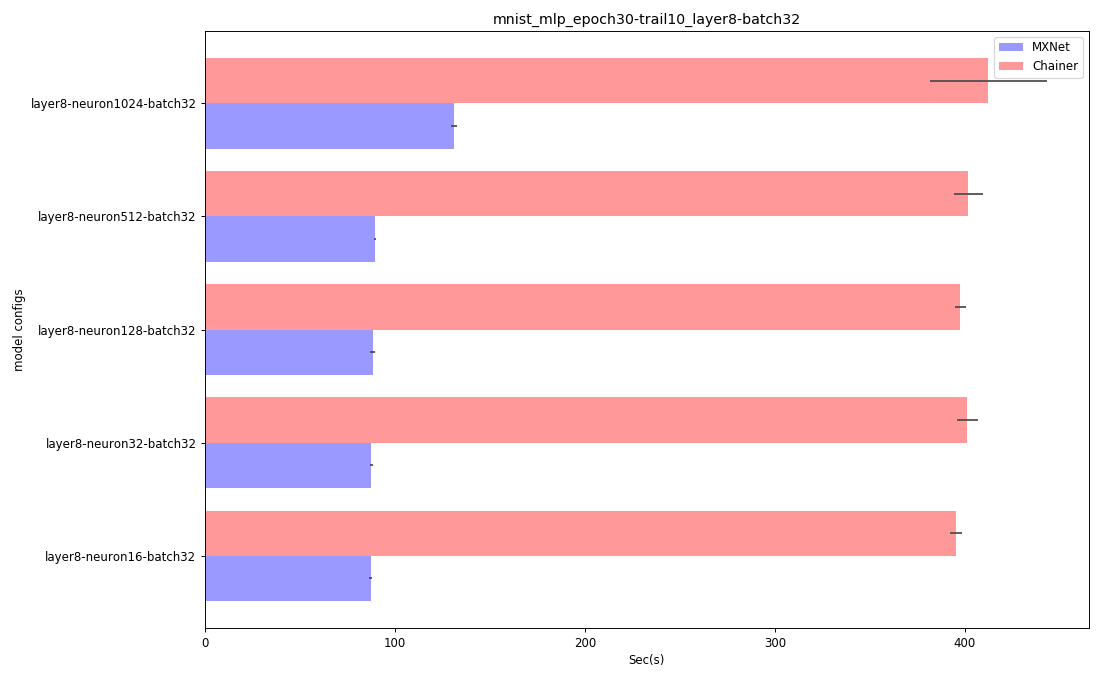 mnist_mlp_epoch30-trail10_layer8-batch32
MXNet
Chainer
layer8-neuron1024-batch32
layer8-neuron512-batch32
layer8-neuron128-batch32
layer8-neuron32-batch32
layer8-neuron16-batch32
model configs
0 100 200 300 400
Sec(s)